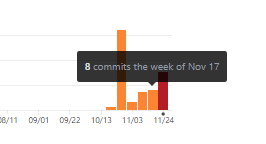 8 commits the week of Nov 17
08/11 09/01 09/22 10/13 11/03 11/24